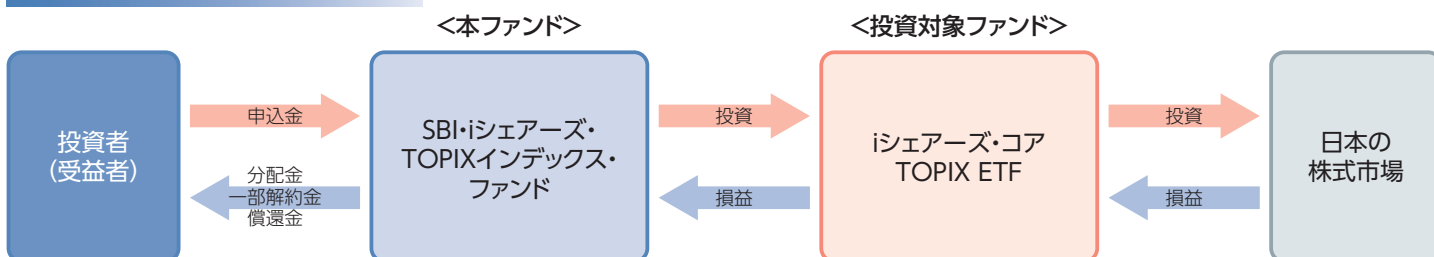 <本ファンド>
<投資対象ファンド>
投資者
(受益者)
申込金
分配金
一部解約金
償還金
SBI・iシェアーズ・
TOPIXインデックス・
ファンド
投資
損益
iシェアーズ・コア
TOPIX ETF
投資
損益
日本の
株式市場